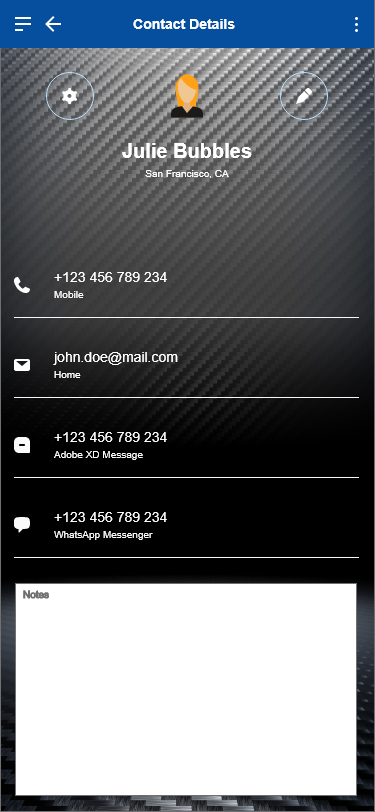 Contact Details
Julie Bubbles
San Francisco, CA
+123 456 789 234
Mobile
john.doe@mail.com
Home
+123 456 789 234
Adobe XD Message
+123 456 789 234
WhatsApp Messenger
Notes